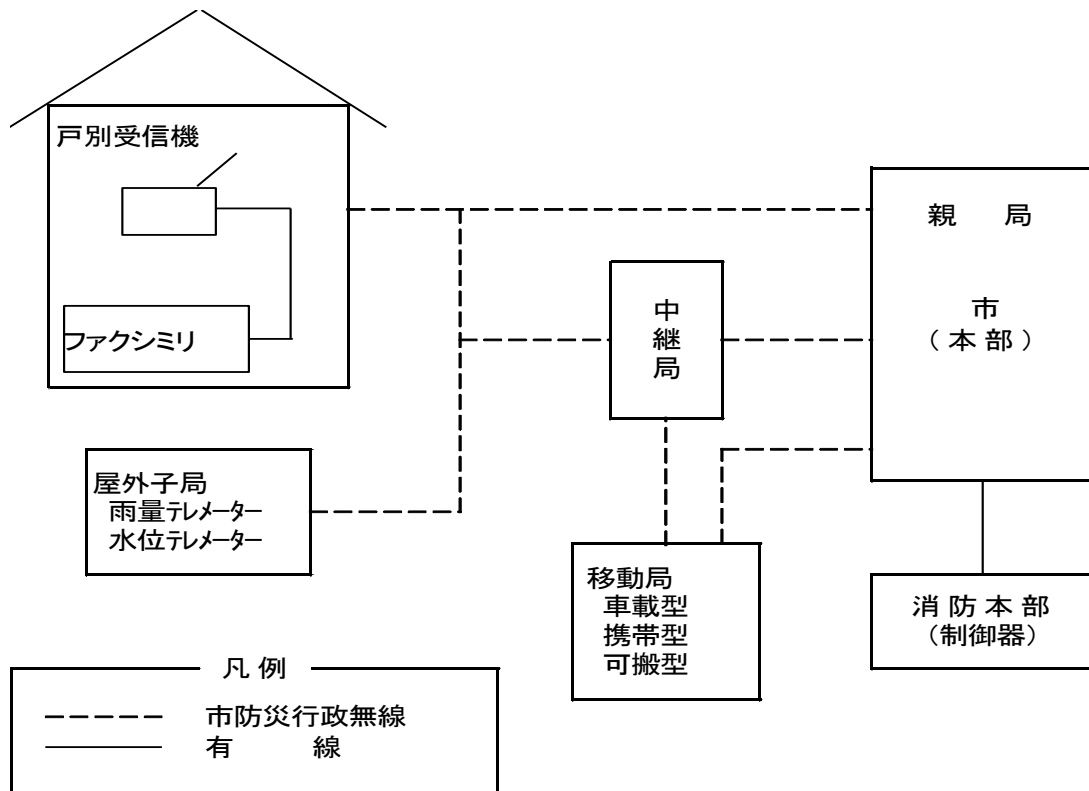 戸別受信機
ファクシミリ
親　局
市
（本部）
中
継
局
屋外子局
雨量テレメーター
水位テレメーター
移動局
車載型
携帯型
可搬型
消防本部
（制御器）
凡例
市防災行政無線
有　　線